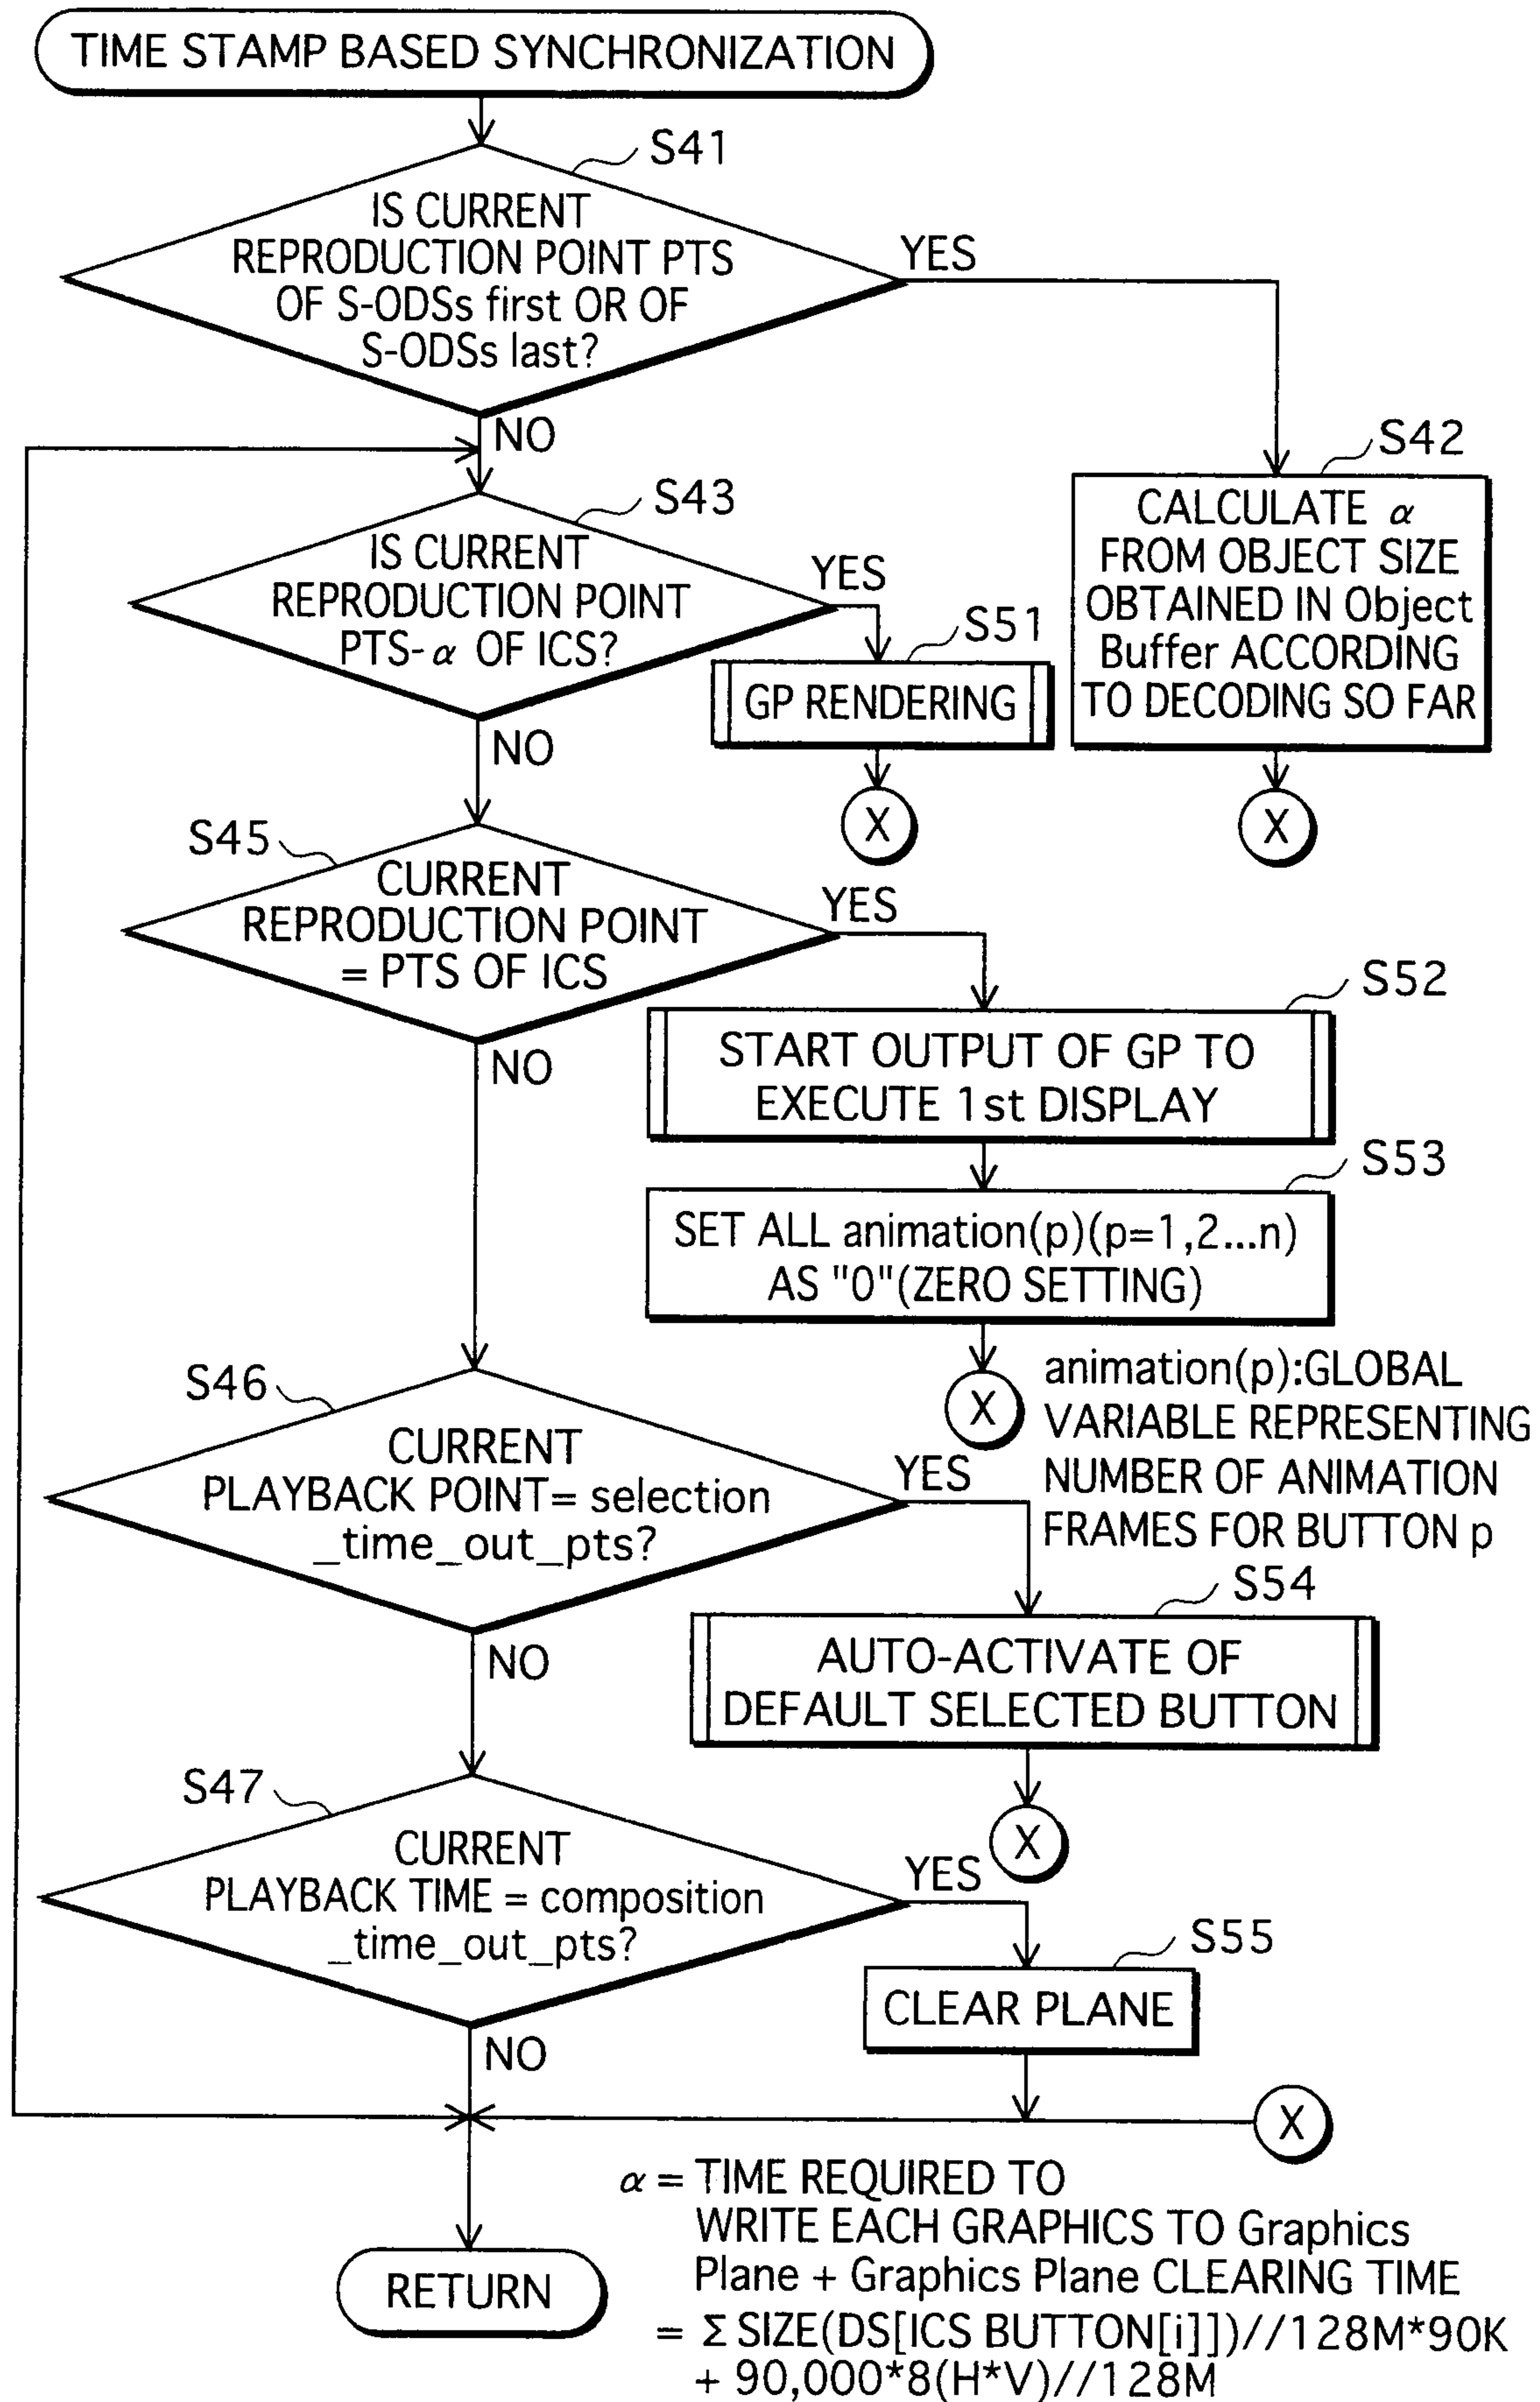 TIME STAMP BASED SYNCHRONIZATION
S41
IS CURRENT
REPRODUCTION POINT PTS
OF S-ODSs first OR OF
S-ODSs last?
YES
NO
S42
CALCULATE α
FROM OBJECT SIZE
OBTAINED IN Object
Buffer ACCORDING
TO DECODING SO FAR
X
S43
IS CURRENT
REPRODUCTION POINT
PTS-α OF ICS?
YES
NO
S51
GP RENDERING
X
S45
CURRENT
REPRODUCTION POINT
= PTS OF ICS
YES
NO
S52
START OUTPUT OF GP TO
EXECUTE 1st DISPLAY
S53
SET ALL animation(p)(p=1,2...n)
AS "0"(ZERO SETTING)
X
animation(p):GLOBAL
VARIABLE REPRESENTING
NUMBER OF ANIMATION
FRAMES FOR BUTTON p
S46
CURRENT
PLAYBACK POINT= selection
_time_out_pts?
YES
NO
S54
AUTO-ACTIVATE OF
DEFAULT SELECTED BUTTON
X
S47
CURRENT
PLAYBACK TIME = composition
_time_out_pts?
YES
NO
S55
CLEAR PLANE
X
RETURN
α = TIME REQUIRED TO
WRITE EACH GRAPHICS TO Graphics
Plane + Graphics Plane CLEARING TIME
= Σ SIZE(DS[ICS BUTTON[i]])//128M*90K
+ 90,000*8(H*V)//128M